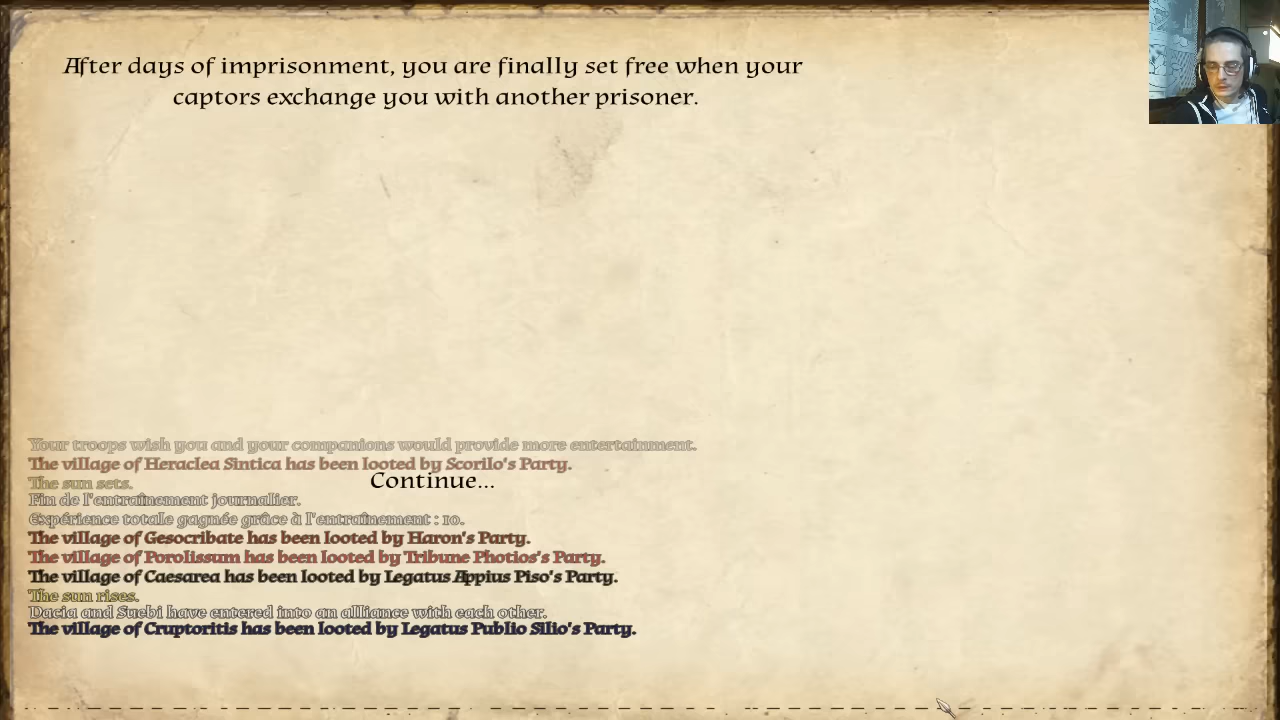 After days of imprisonment, you are finally set free when your
captors exchange you with another prisoner.
Your troops wish you and your companions would provide more entertainment.
The village of Heraclea Sintica has been looted by Scorilo's Party.
The sun sets.
Continue...
Fin de l'entraînement journalier.
Expérience totale gagnée grâce à l'entraînement : 10.
The village of Gesocribate has been looted by Haron's Party.
The village of Porolissum has been looted by Tribune Photios's Party.
The village of Caesarea has been looted by Legatus Appius Piso's Party.
The sun rises.
Dacia and Suebi have entered into an alliance with each other.
The village of Cruptoritis has been looted by Legatus Publio Silio's Party.